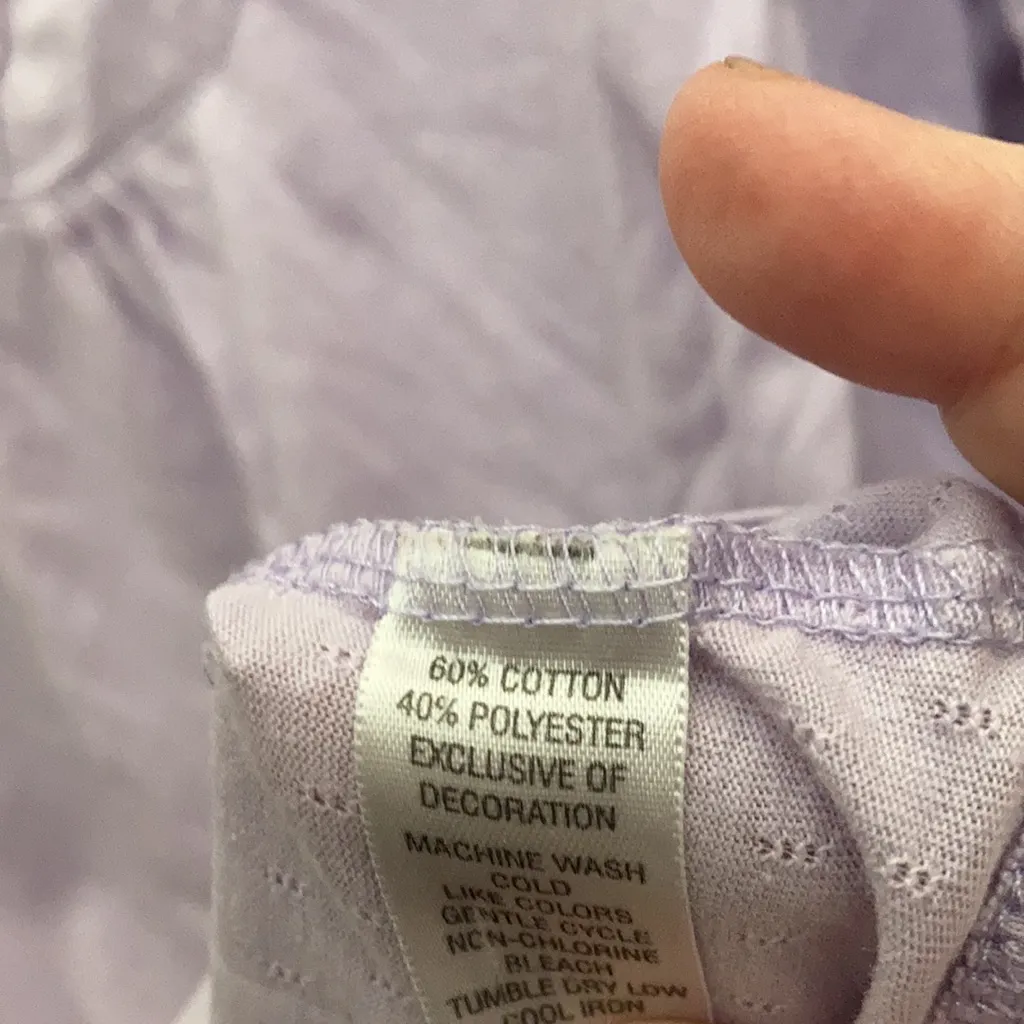 60% COTTON
40% POLYESTER
EXCLUSIVE OF
DECORATION
MACHINE WASH
COLD
LIKE COLORS
GENTLE CYCLE
NON-CHLORINE
BLEACH
TUMBLE DRY LOW
COOL IRON